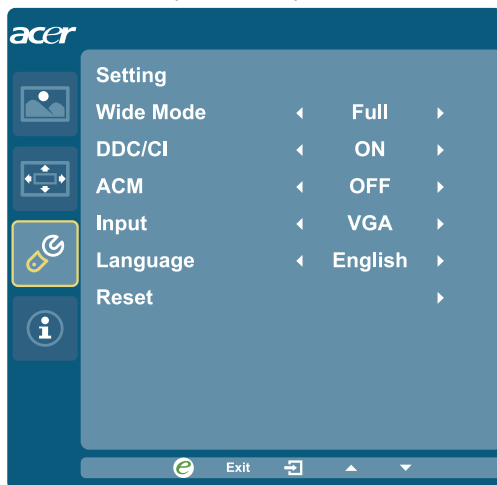 acer
Setting
Wide Mode Full
DDC/CI ON
ACM OFF
Input VGA
Language English
Reset
e Exit